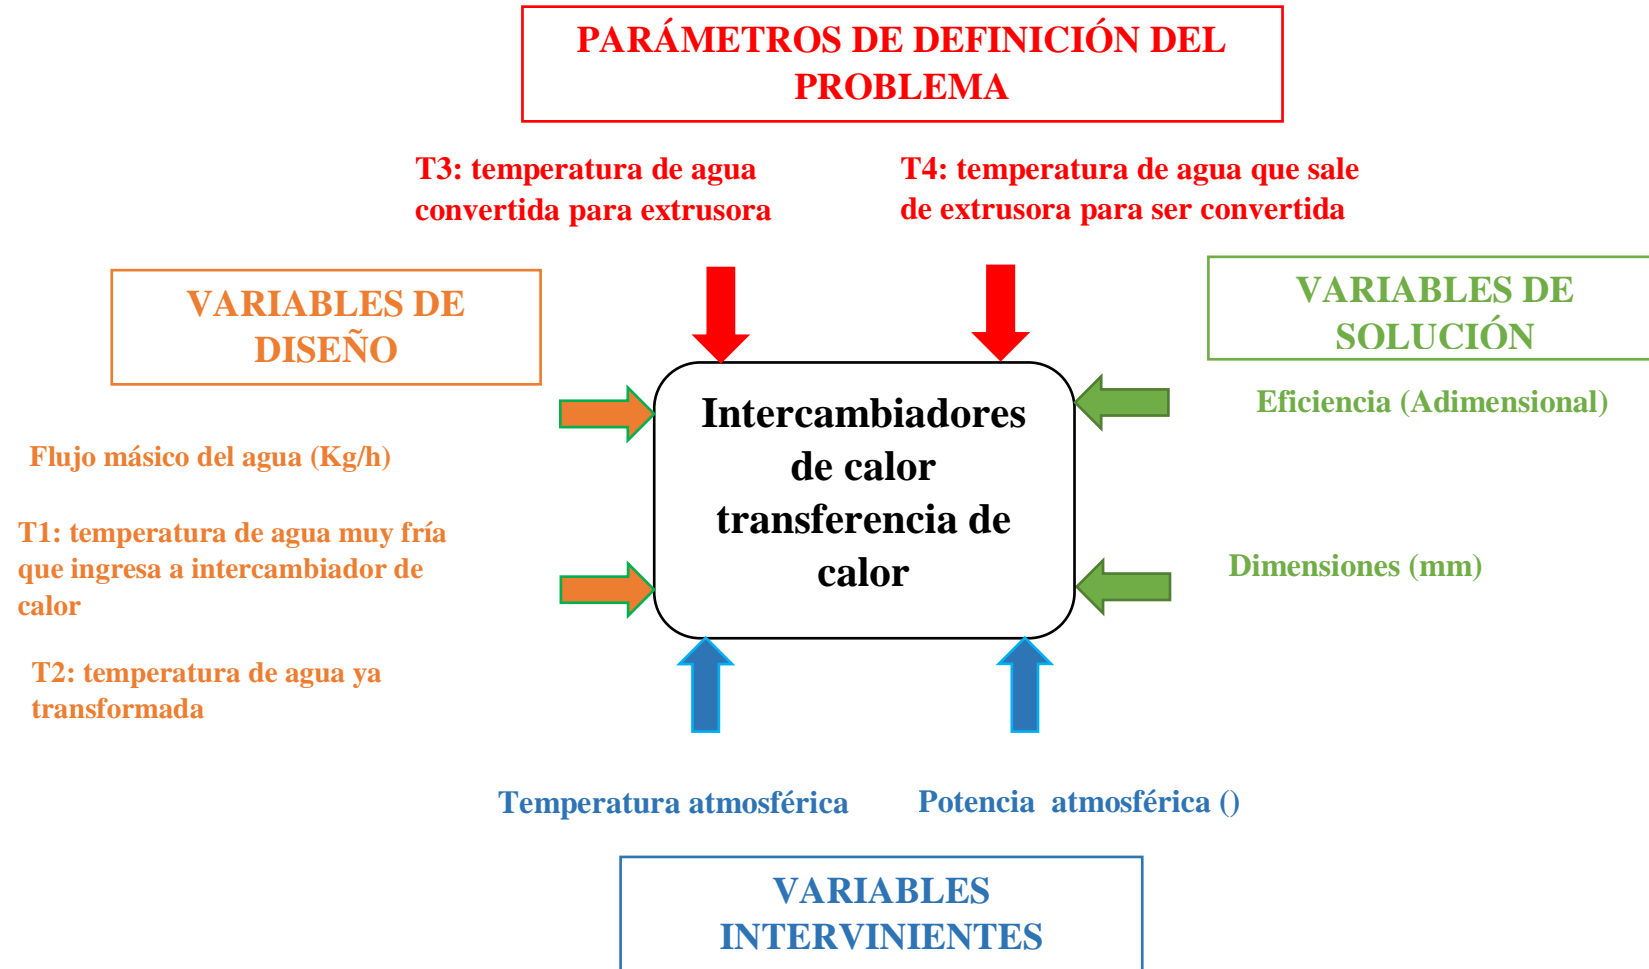 PARÁMETROS DE DEFINICIÓN DEL
PROBLEMA
T3: temperatura de agua
convertida para extrusora
T4: temperatura de agua que sale
de extrusora para ser convertida
VARIABLES DE
DISEÑO
VARIABLES DE
SOLUCIÓN
Intercambiadores
de calor
transferencia de
calor
Flujo másico del agua (Kg/h)
T1: temperatura de agua muy fría
que ingresa a intercambiador de
calor
T2: temperatura de agua ya
transformada
Eficiencia (Adimensional)
Dimensiones (mm)
Temperatura atmosférica
Potencia  atmosférica ()
VARIABLES
INTERVINIENTES